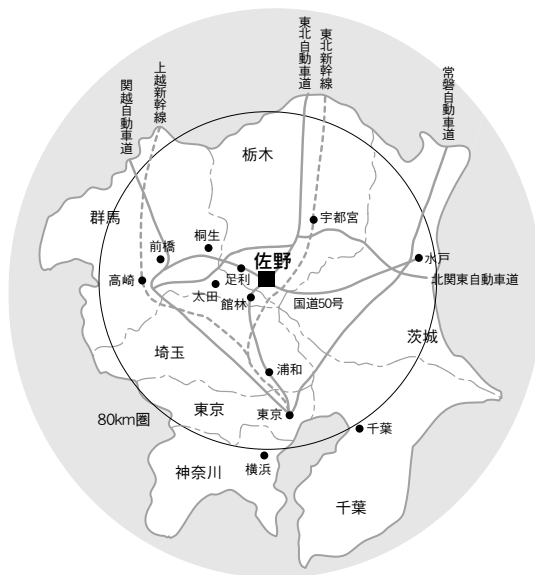 東北自動車道
東北新幹線
上越新幹線
関越自動車道
常磐自動車道
栃木
群馬
宇都宮
桐生
前橋
佐野
水戸
足利
高崎
北関東自動車道
太田
館林
国道50号
茨城
埼玉
浦和
東京
東京
80km圏
千葉
横浜
神奈川
千葉